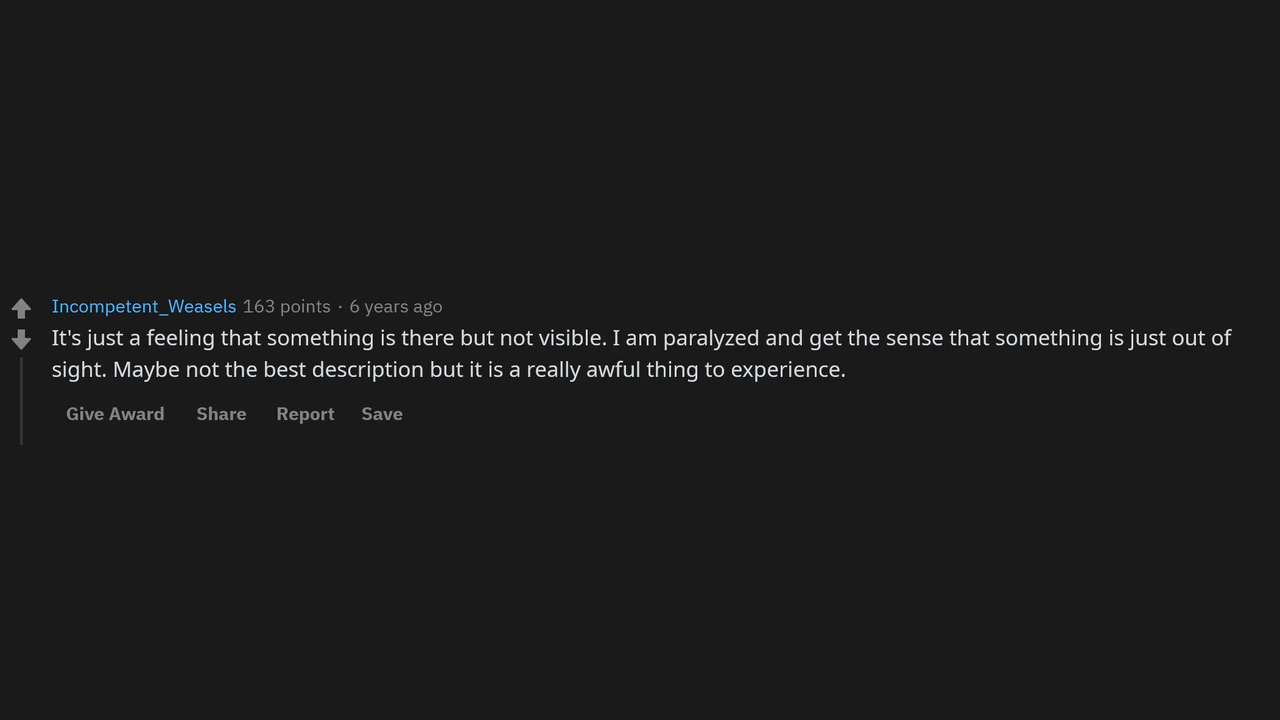 Incompetent_Weasels 163 points · 6 years ago
It's just a feeling that something is there but not visible. I am paralyzed and get the sense that something is just out of
sight. Maybe not the best description but it is a really awful thing to experience.
Give Award Share Report Save